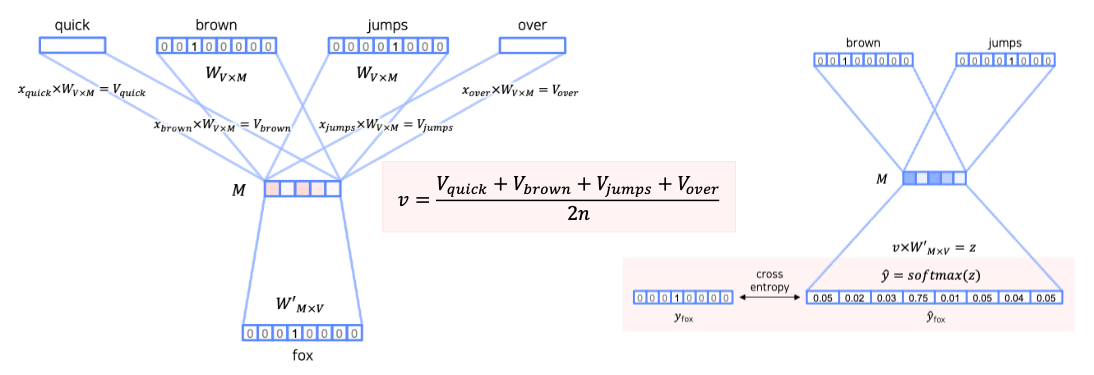 quick brown jumps over
0 0 1 0 0 0 0 0 0 0 0 0 1 0 0 0
W_{V×M} W_{V×M}
x_{quick}×W_{V×M} = V_{quick} x_{over}×W_{V×M} = V_{over}
x_{brown}×W_{V×M} = V_{brown} x_{jumps}×W_{V×M} = V_{jumps}
M
v = \frac{V_{quick} + V_{brown} + V_{jumps} + V_{over}}{2n}
W'_{M×V}
0 0 0 1 0 0 0 0
fox
brown jumps
0 0 1 0 0 0 0 0 0 0 0 0 1 0 0 0
M
v×W'_{M×V} = z
ŷ = softmax(z)
cross
entropy
0 0 0 1 0 0 0 0 0.05 0.02 0.03 0.75 0.01 0.05 0.04 0.05
y_{fox} ŷ_{fox}